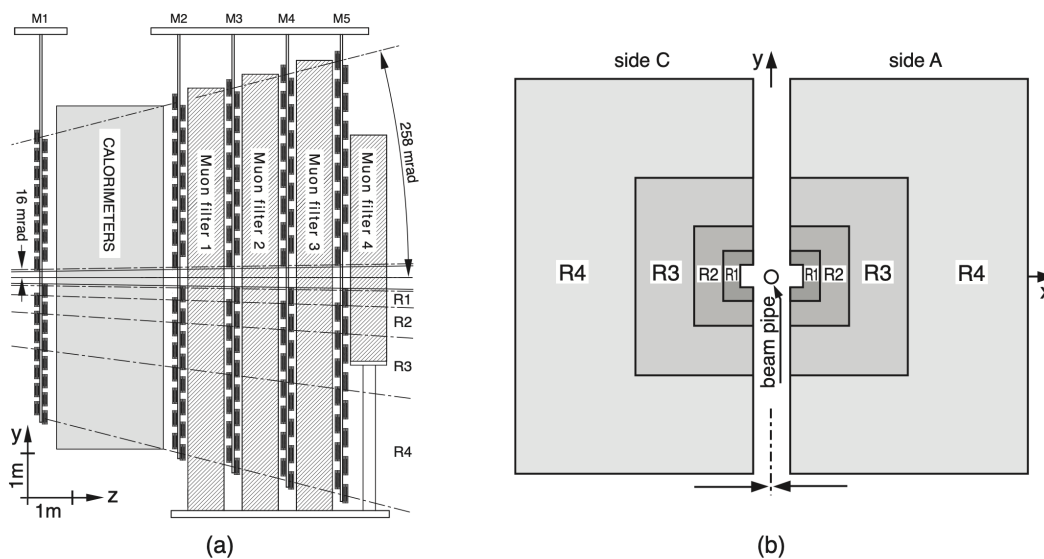 M1
M2
M3
M4
M5
CALORIMETERS
Muon filter 1
Muon filter 2
Muon filter 3
Muon filter 4
258 mrad
16 mrad
R1
R2
R3
R4
y
1m
z
1m
(a)
side C
y
side A
R4
R3
R2
R1
R1
R2
R3
R4
x
beam pipe
(b)